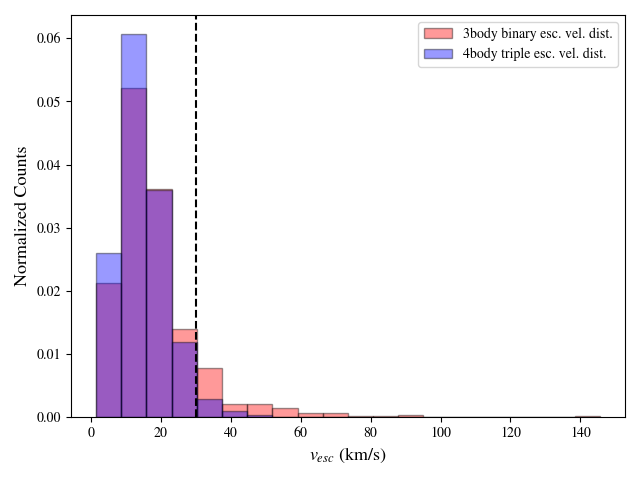 3body binary esc. vel. dist.
4body triple esc. vel. dist.
Normalized Counts
0.06
0.05
0.04
0.03
0.02
0.01
0.00
0 20 40 60 80 100 120 140
v_esc (km/s)